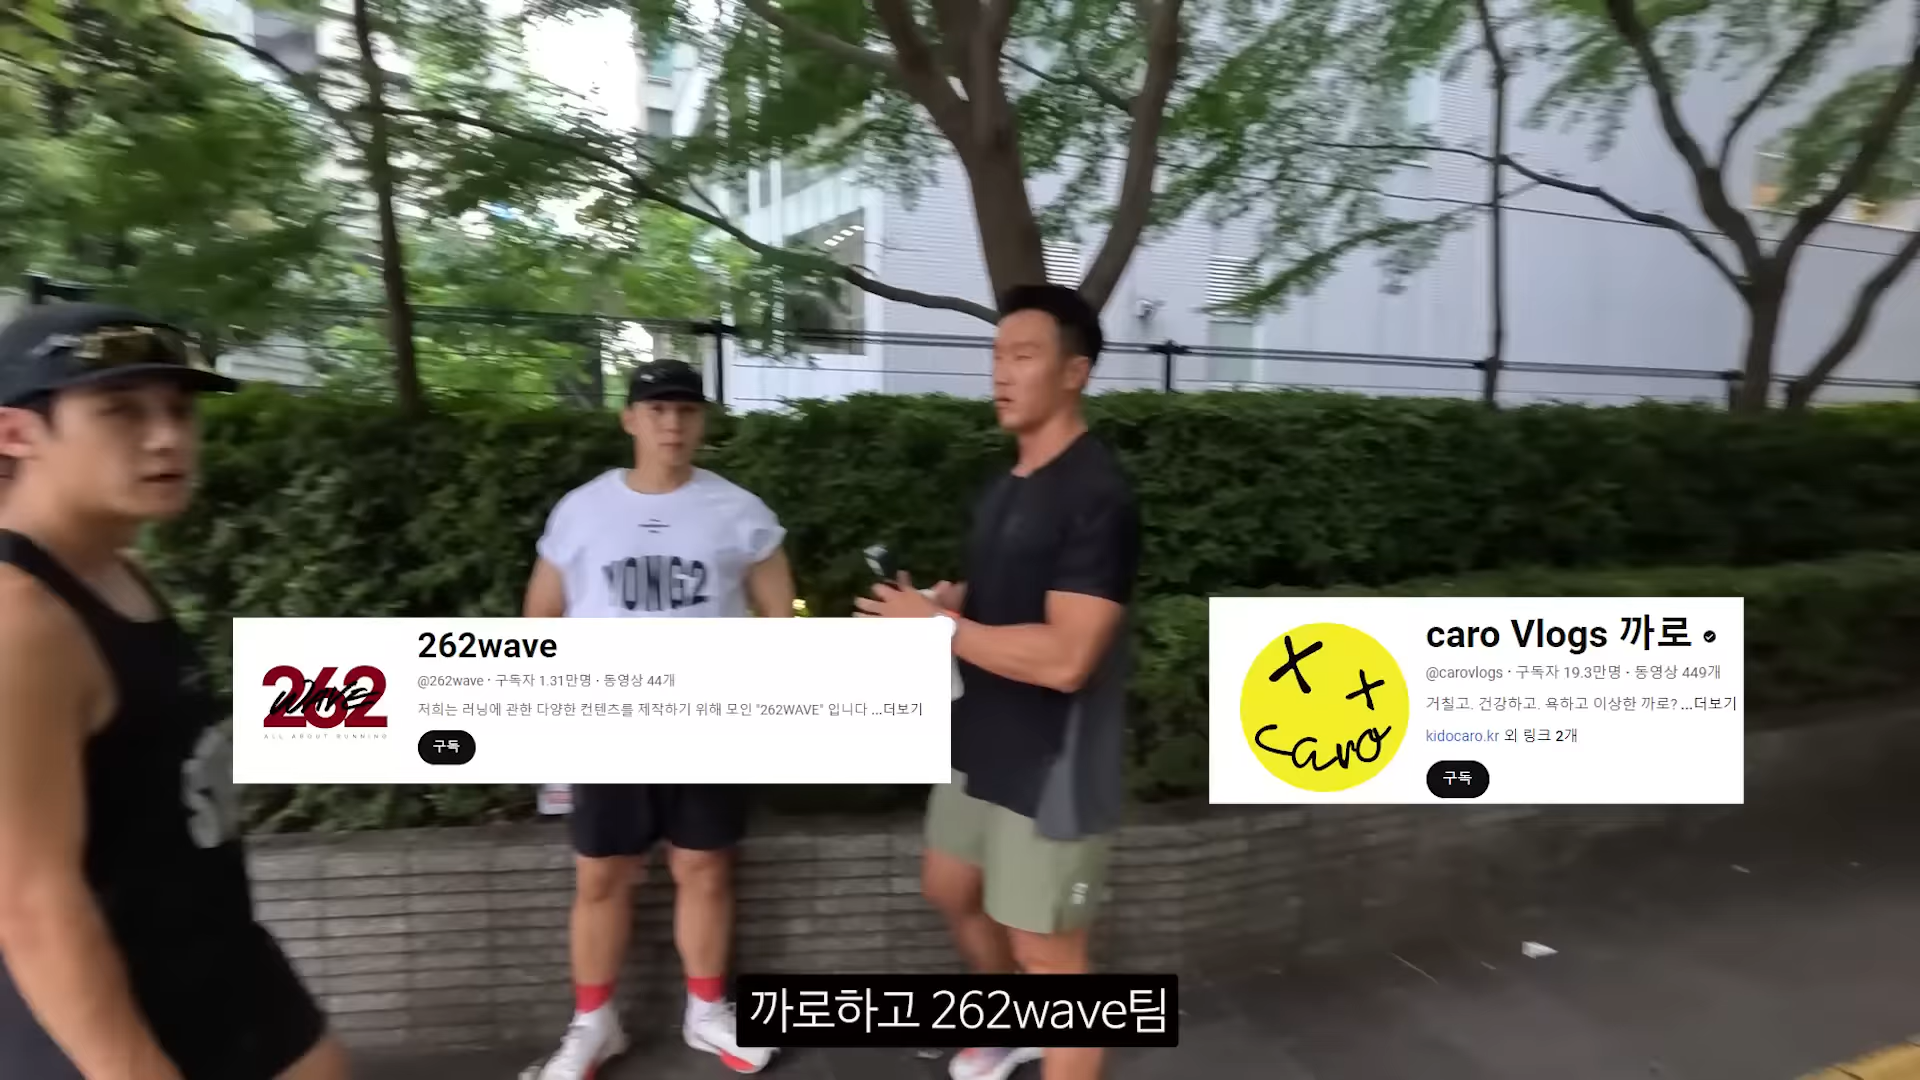 YONG2
262wave
@262wave · 구독자 1.31만명 · 동영상 44개
저희는 러닝에 관한 다양한 컨텐츠를 제작하기 위해 모인 "262WAVE" 입니다 ...더보기
구독
262
WAVE
ALL ABOUT RUNNING
caro Vlogs 까로
@carovlogs · 구독자 19.3만명 · 동영상 449개
거칠고. 건강하고. 욕하고 이상한 까로? ...더보기
kidocaro.kr 외 링크 2개
구독
caro
까로하고 262wave팀